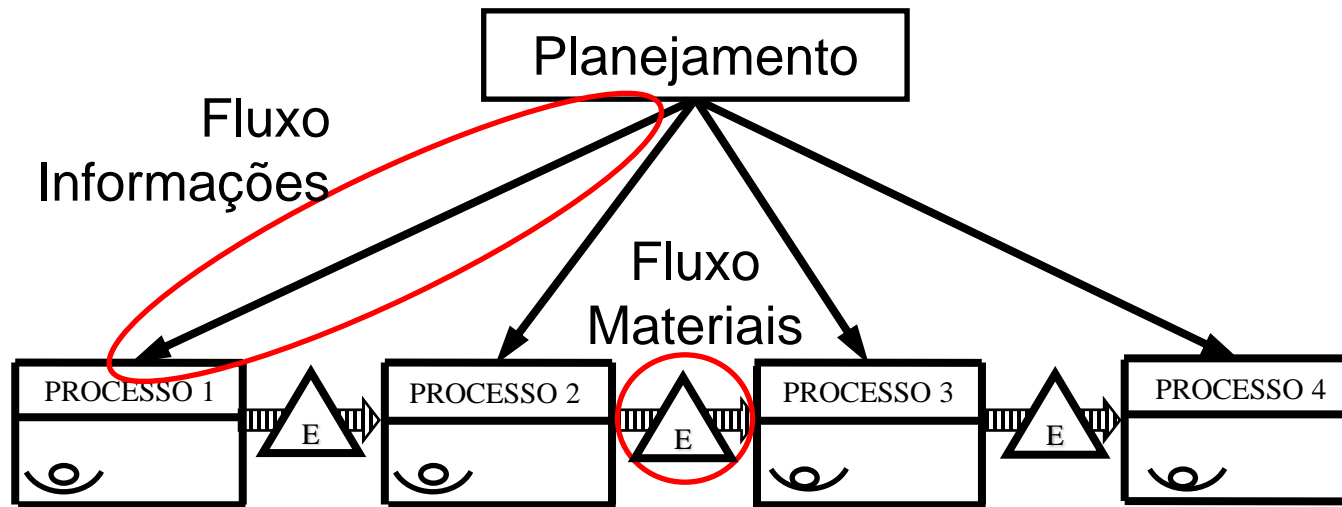 Planejamento
Fluxo
Informações
Fluxo
Materiais
PROCESSO 1
E
PROCESSO 2
E
PROCESSO 3
E
PROCESSO 4